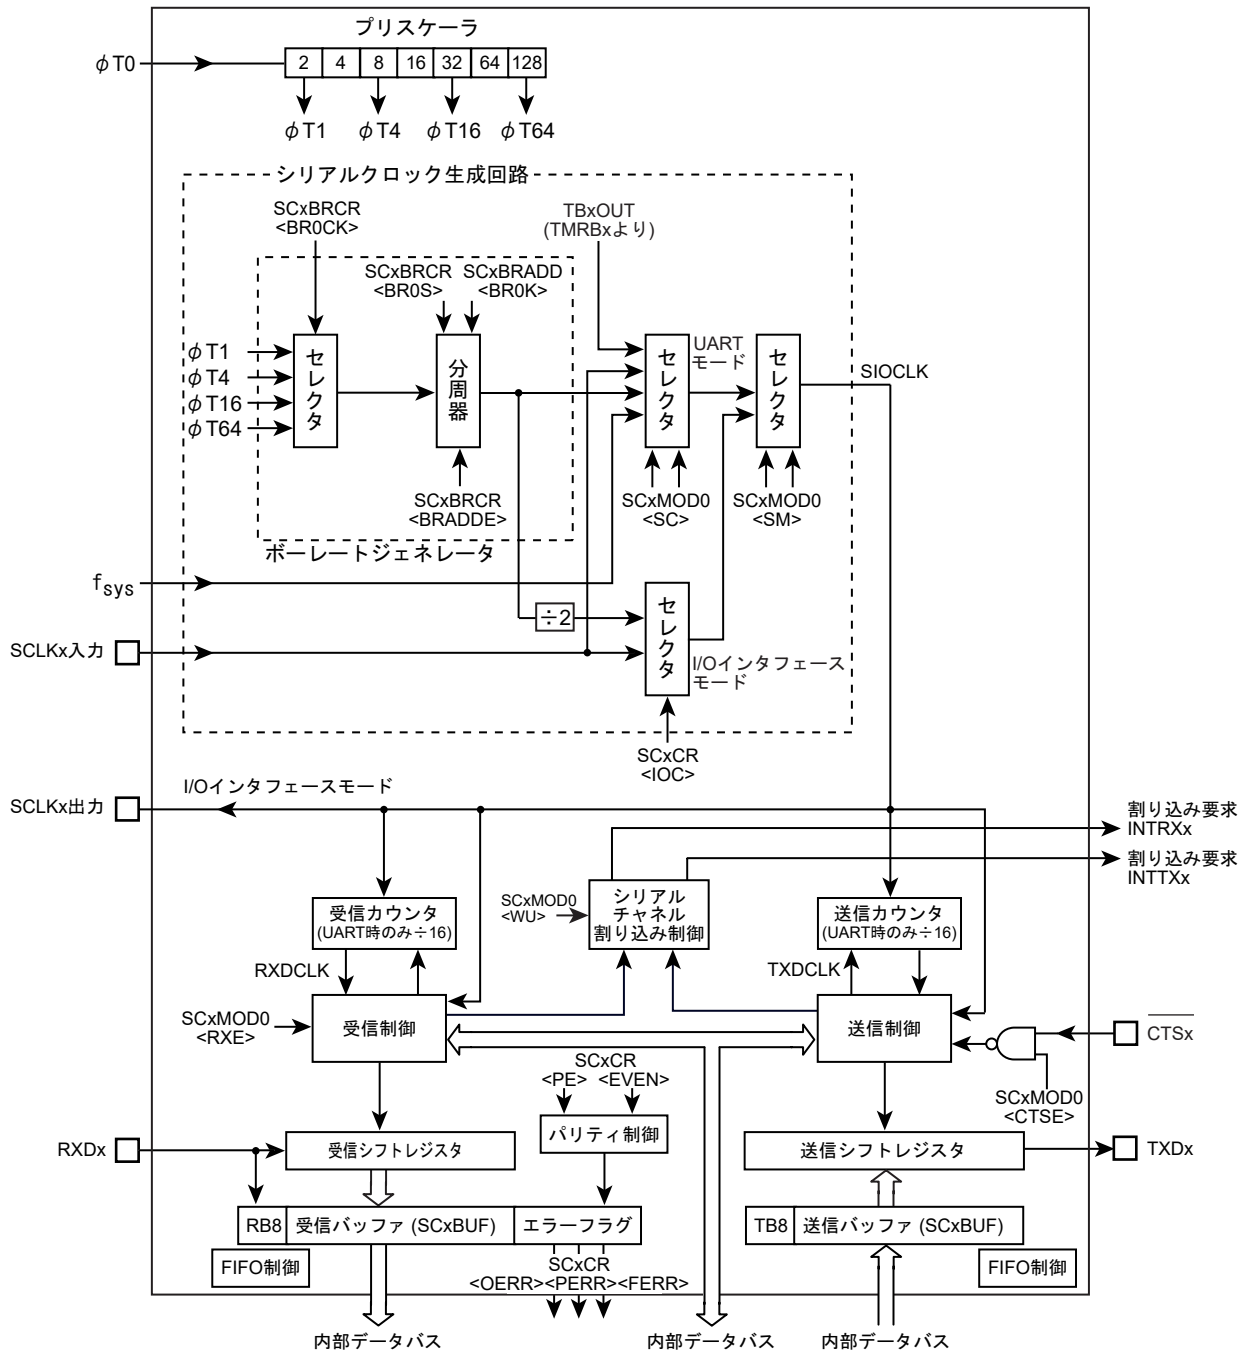 プリスケーラ
φT0
2 4 8 16 32 64 128
φT1 φT4 φT16 φT64
シリアルクロック生成回路
SCxBRCR
<BR0CK>
TBxOUT
(TMRBxより)
SCxBRCR
<BR0S>
SCxBRADD
<BR0K>
φT1
φT4
φT16
φT64
セレクタ
分周器
セレクタ
UART
モード
セレクタ
SIOCLK
SCxBRCR
<BRADDE>
SCxMOD0
<SC>
SCxMOD0
<SM>
ボーレートジェネレータ
fsys
÷2
セレクタ
SCLKx入力
I/Oインタフェース
モード
SCxCR
<IOC>
I/Oインタフェースモード
SCLKx出力
割り込み要求
INTRXx
割り込み要求
INTTXx
受信カウンタ
(UART時のみ÷16)
SCxMOD0
<WU>
シリアル
チャネル
割り込み制御
送信カウンタ
(UART時のみ÷16)
RXDCLK
TXDCLK
SCxMOD0
<RXE>
受信制御
送信制御
CTSx
SCxMOD0
<CTSE>
SCxCR
<PE> <EVEN>
パリティ制御
RXDx
受信シフトレジスタ
送信シフトレジスタ
TXDx
RB8 受信バッファ (SCxBUF) エラーフラグ
TB8 送信バッファ (SCxBUF)
FIFO制御
SCxCR
<OERR><PERR><FERR>
FIFO制御
内部データバス
内部データバス
内部データバス